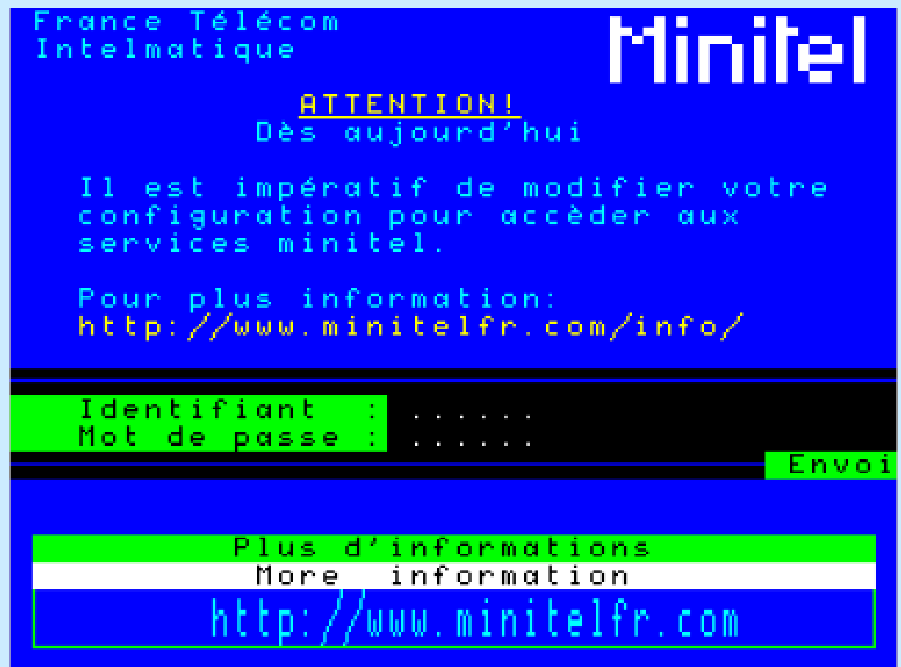 France Télécom
Intelmatique
Minitel
ATTENTION!
Dès aujourd'hui
Il est impératif de modifier votre
configuration pour accèder aux
services minitel.
Pour plus information:
http://www.minitelfr.com/info/
Identifiant : ......
Mot de passe : ......
Envoi
Plus d'informations
More information
http://www.minitelfr.com